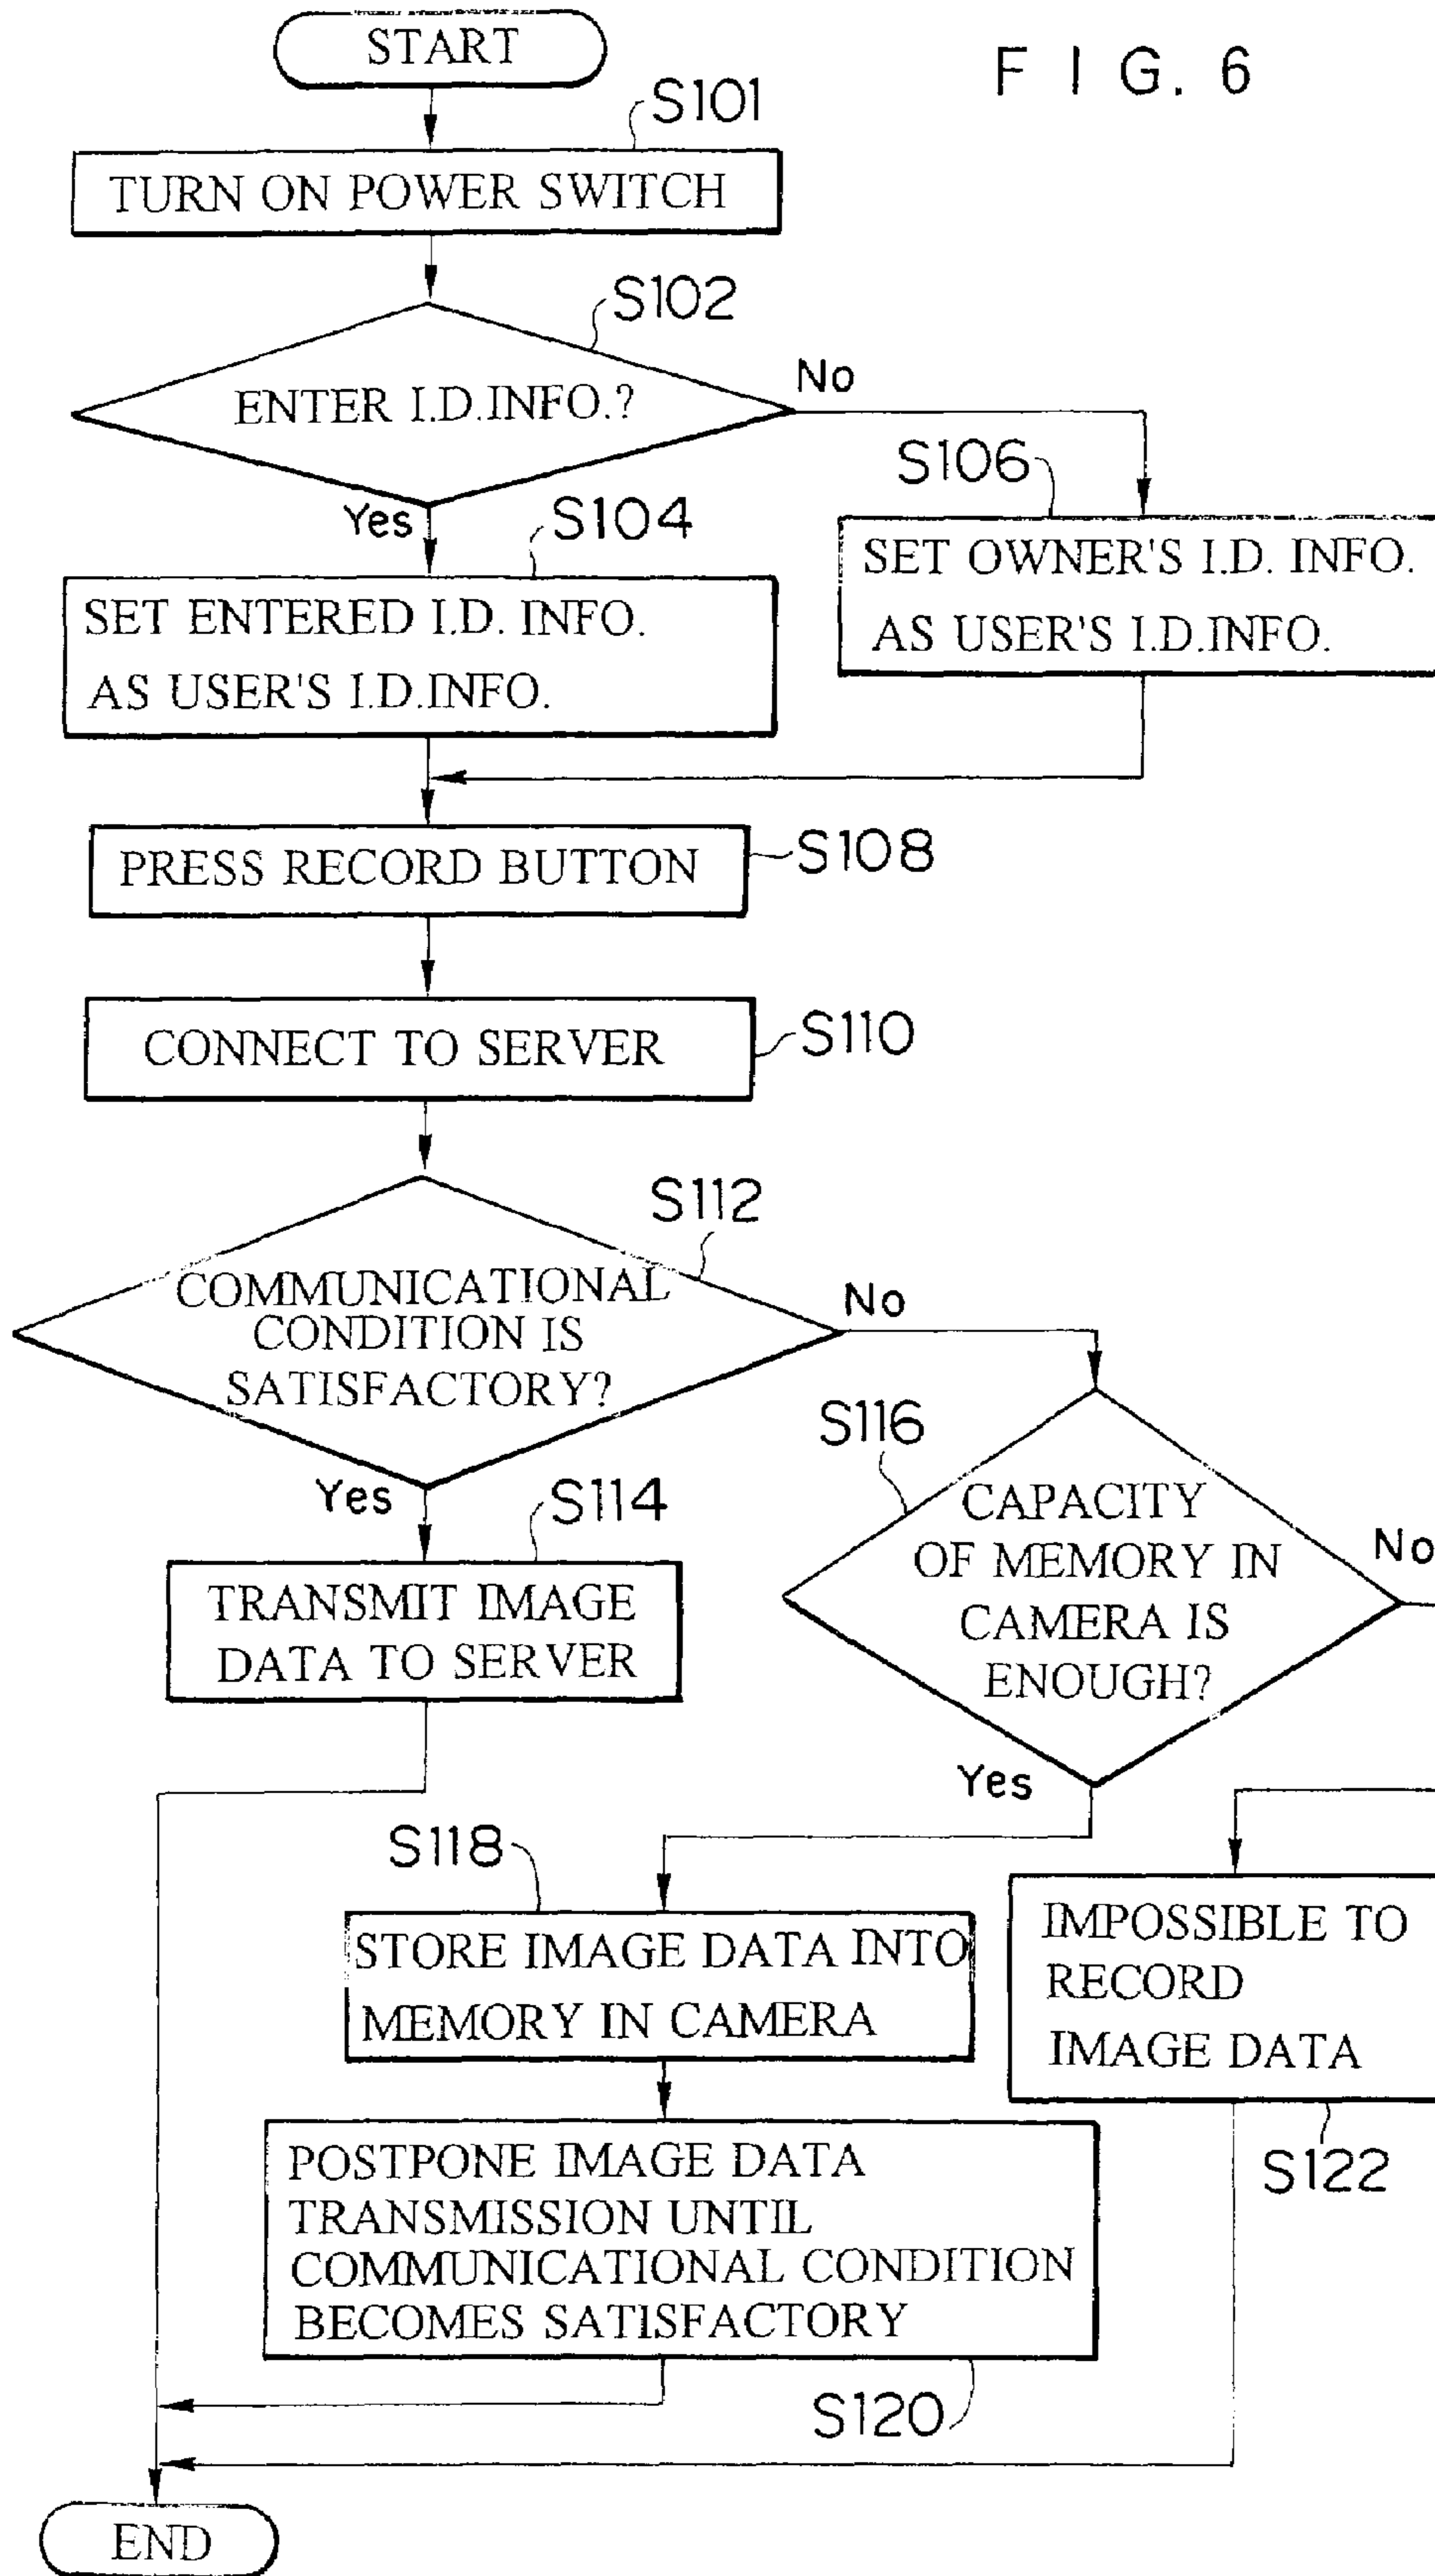 START
F I G. 6
S101
TURN ON POWER SWITCH
S102
ENTER I.D.INFO.?
No
Yes
S104
SET ENTERED I.D. INFO.
AS USER'S I.D.INFO.
S106
SET OWNER'S I.D. INFO.
AS USER'S I.D.INFO.
PRESS RECORD BUTTON
S108
CONNECT TO SERVER
S110
S112
COMMUNICATIONAL
CONDITION IS
SATISFACTORY?
No
Yes
S114
TRANSMIT IMAGE
DATA TO SERVER
S116
CAPACITY
OF MEMORY IN
CAMERA IS
ENOUGH?
No
Yes
S118
STORE IMAGE DATA INTO
MEMORY IN CAMERA
IMPOSSIBLE TO
RECORD
IMAGE DATA
S122
POSTPONE IMAGE DATA
TRANSMISSION UNTIL
COMMUNICATIONAL CONDITION
BECOMES SATISFACTORY
S120
END